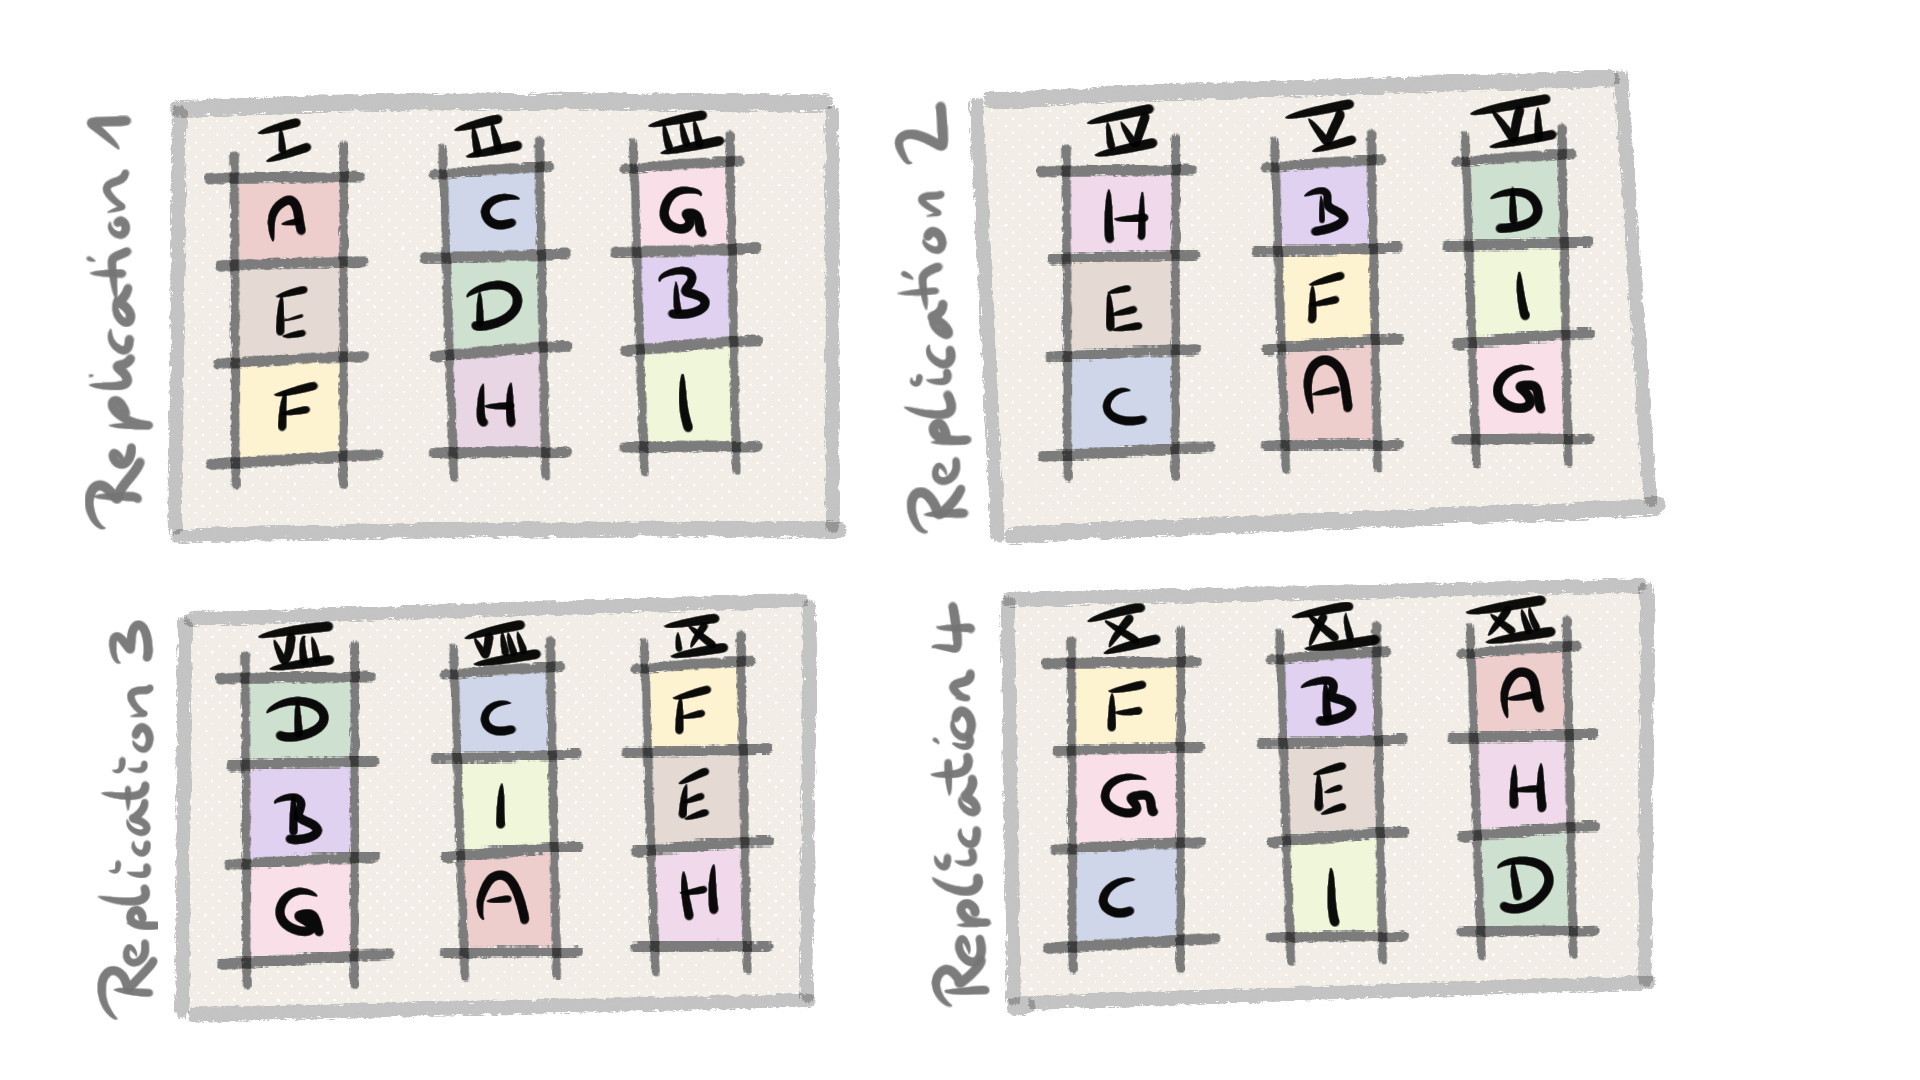 Replication 1
I II III
A C G
E D B
F H I
Replication 2
IV V VI
H B D
E F I
C A G
Replication 3
VII VIII IX
D C F
B I E
G A H
Replication 4
X XI XII
F B A
G E H
C I D